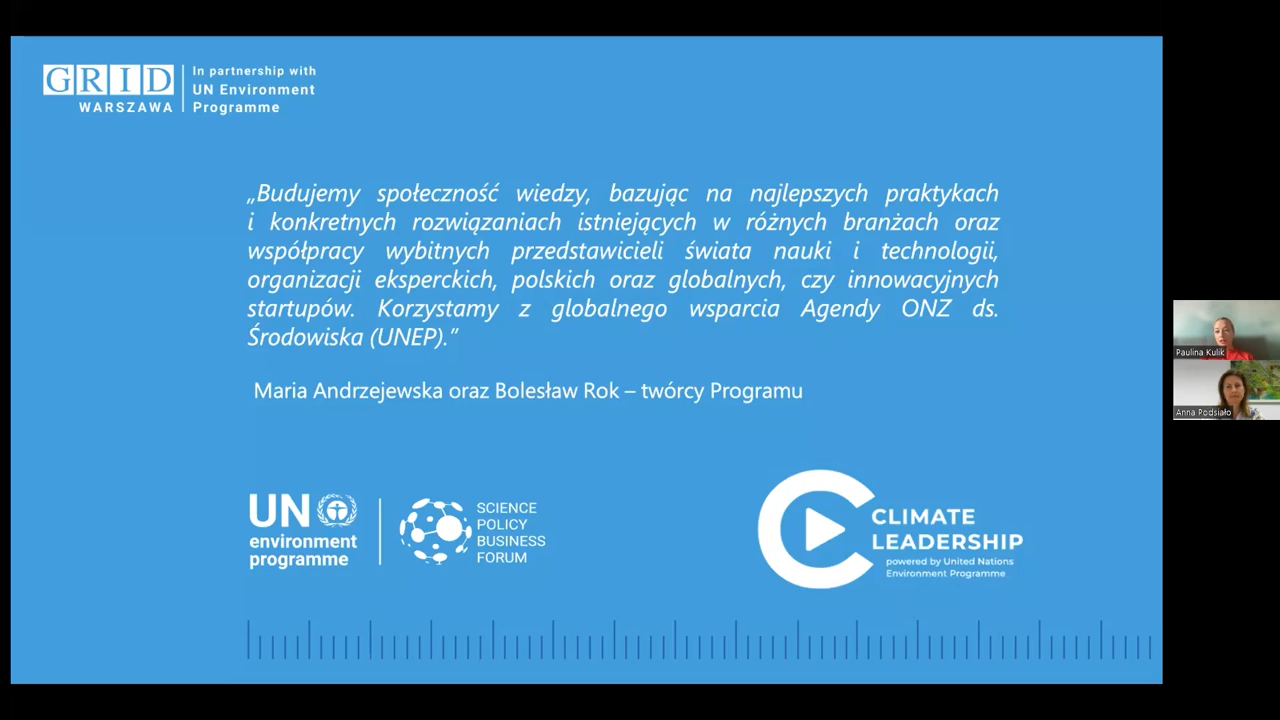 GRID
WARSZAWA
In partnership with
UN Environment
Programme
„Budujemy społeczność wiedzy, bazując na najlepszych praktykach
i konkretnych rozwiązaniach istniejących w różnych branżach oraz
współpracy wybitnych przedstawicieli świata nauki i technologii,
organizacji eksperckich, polskich oraz globalnych, czy innowacyjnych
startupów. Korzystamy z globalnego wsparcia Agendy ONZ ds.
Środowiska (UNEP).”
Maria Andrzejewska oraz Bolesław Rok – twórcy Programu
UN
environment
programme
SCIENCE
POLICY
BUSINESS
FORUM
CLIMATE
LEADERSHIP
powered by United Nations
Environment Programme
Paulina Kulik
Anna Podsiało